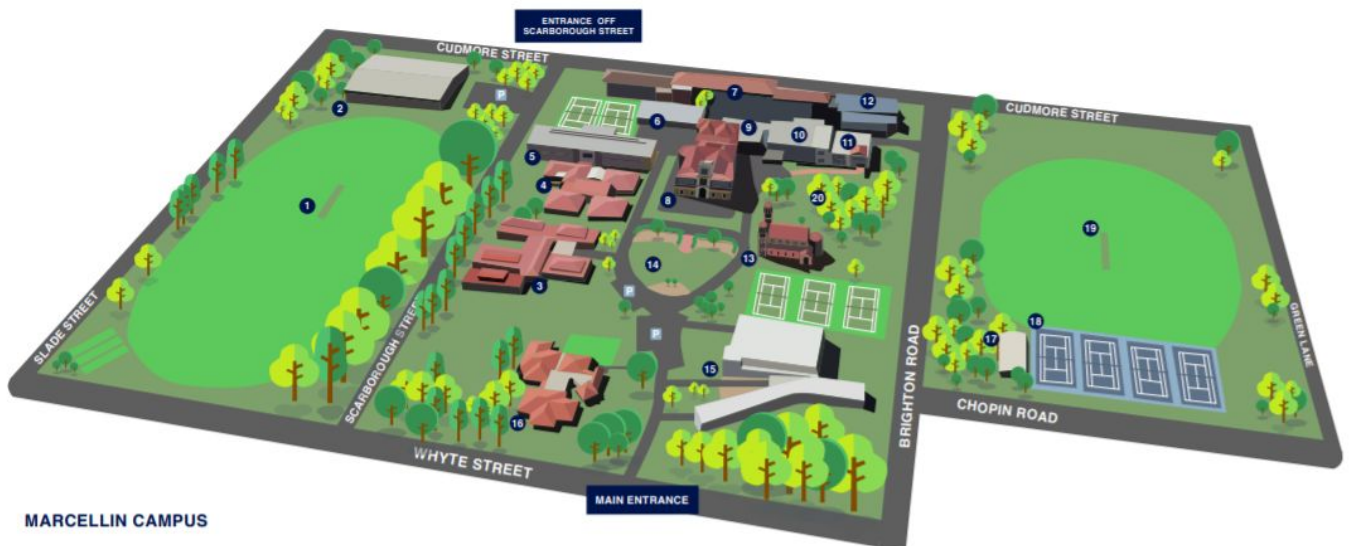 ENTRANCE OFF
SCARBOROUGH STREET
CUDMORE STREET
P
2
7
12
CUDMORE STREET
6
9
10
11
5
4
1
8
20
19
13
14
3
P
SLADE STREET
SCARBOROUGH STREET
P
GREEN LANE
18
17
15
BRIGHTON ROAD
CHOPIN ROAD
16
WHYTE STREET
MAIN ENTRANCE
MARCELLIN CAMPUS